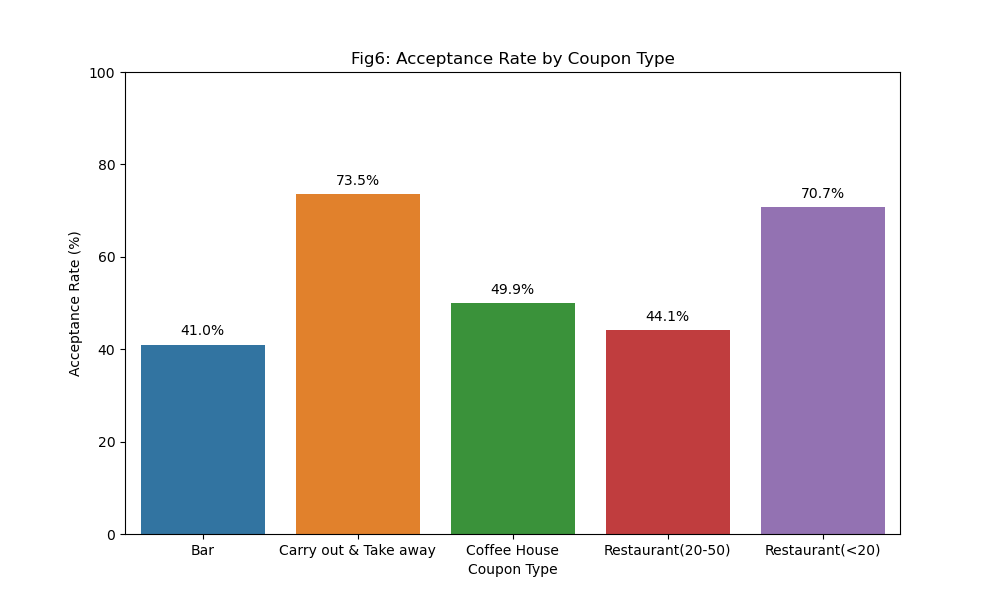 Fig6: Acceptance Rate by Coupon Type
Acceptance Rate (%)
100
80
60
40
20
0
41.0%
73.5%
49.9%
44.1%
70.7%
Bar
Carry out & Take away
Coffee House
Restaurant(20-50)
Restaurant(<20)
Coupon Type